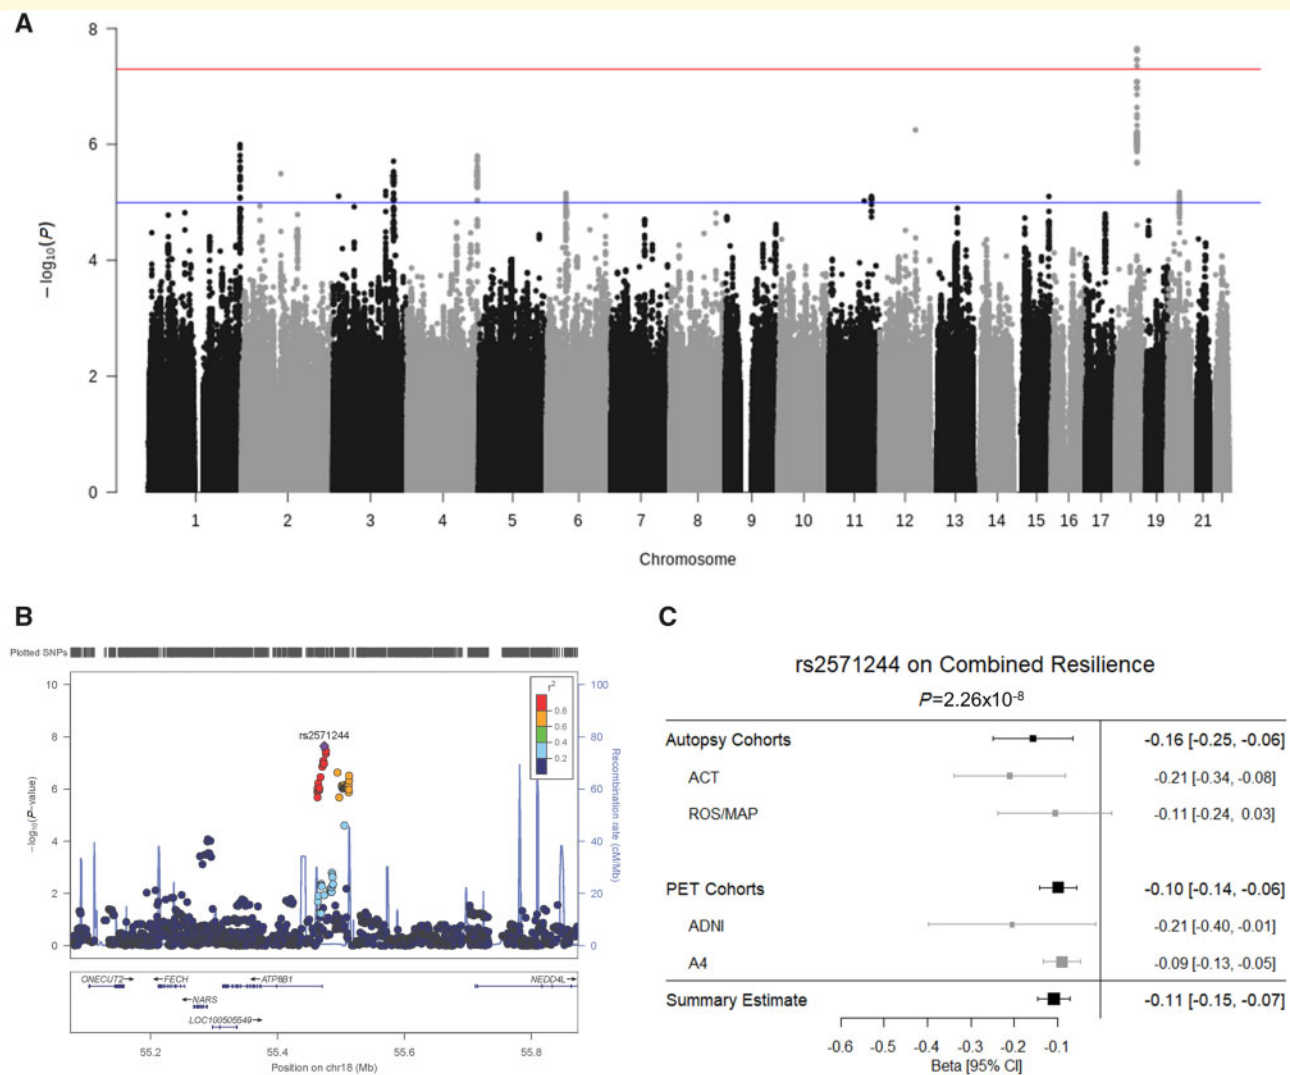 A
8
6
4
2
0
− log10(P)
1 2 3 4 5 6 7 8 9 10 11 12 13 14 15 16 17 19 21
Chromosome
B
Plotted SNPs
10
8
6
4
2
0
−log10(P-value)
rs2571244
r2
0.8
0.6
0.4
0.2
100
80
60
40
20
0
Recombination rate (cM/Mb)
ONECUT2→ ←FECH ←ATP8B1 NEDD4L→
←NARS
LOC100505549→
55.2 55.4 55.6 55.8
Position on chr18 (Mb)
C
rs2571244 on Combined Resilience
P=2.26x10-8
Autopsy Cohorts -0.16 [-0.25, -0.06]
ACT -0.21 [-0.34, -0.08]
ROS/MAP -0.11 [-0.24, 0.03]
PET Cohorts -0.10 [-0.14, -0.06]
ADNI -0.21 [-0.40, -0.01]
A4 -0.09 [-0.13, -0.05]
Summary Estimate -0.11 [-0.15, -0.07]
-0.6 -0.5 -0.4 -0.3 -0.2 -0.1
Beta [95% CI]